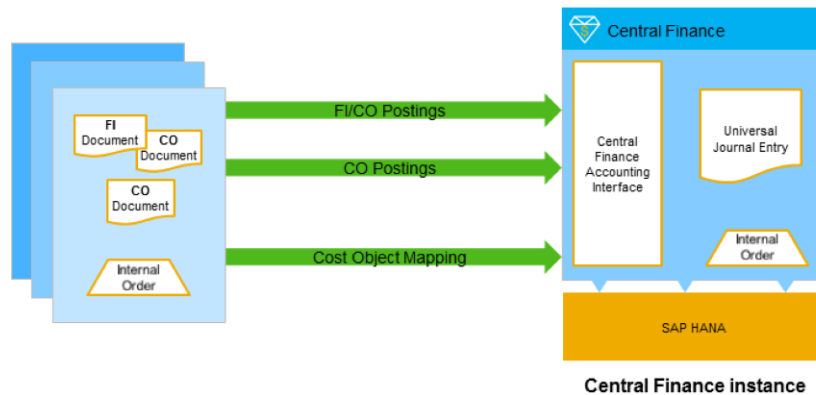 FI
Document
CO
Document
CO
Document
Internal
Order
FI/CO Postings
CO Postings
Cost Object Mapping
S
Central Finance
Central
Finance
Accounting
Interface
Universal
Journal Entry
Internal
Order
SAP HANA
Central Finance instance